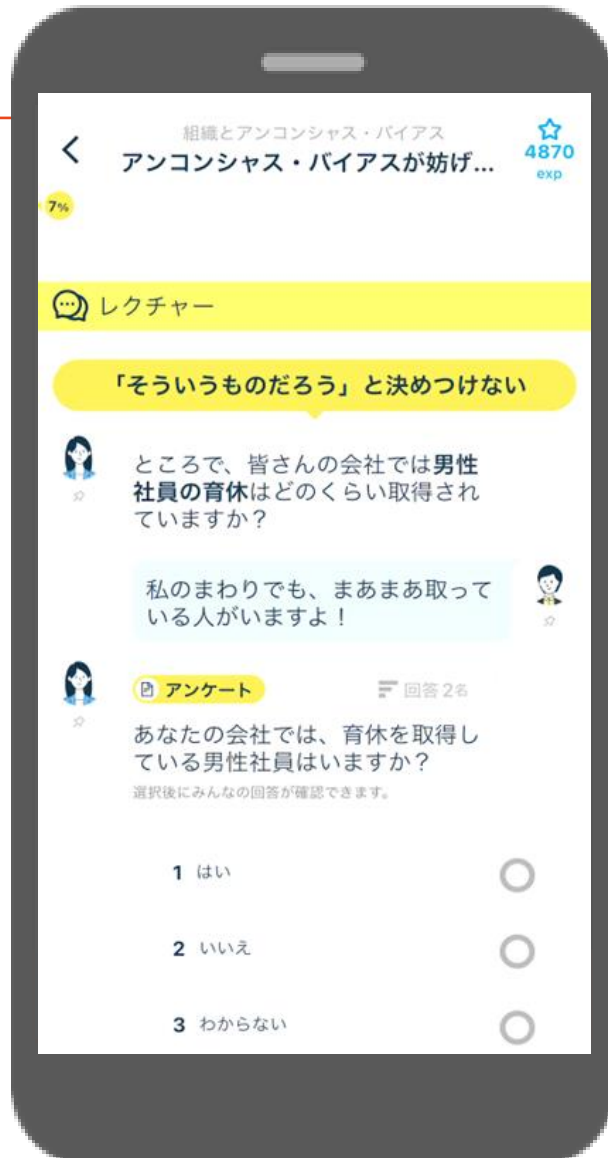 組織とアンコンシャス・バイアス
アンコンシャス・バイアスが妨げ...
4870
exp
7%
レクチャー
「そういうものだろう」と決めつけない
ところで、皆さんの会社では男性
社員の育休はどのくらい取得され
ていますか？
私のまわりでも、まあまあ取って
いる人がいますよ！
アンケート
回答2名
あなたの会社では、育休を取得し
ている男性社員はいますか？
選択後にみんなの回答が確認できます。
1 はい
2 いいえ
3 わからない